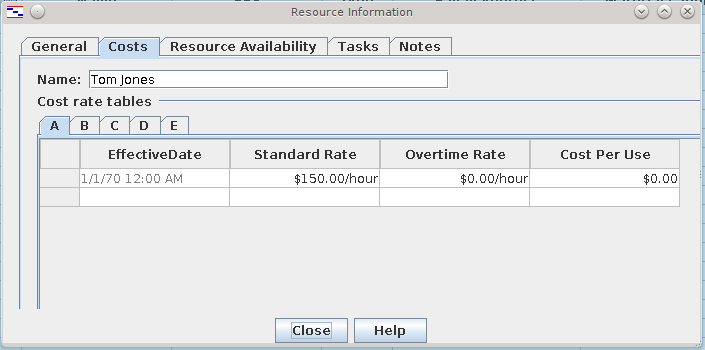 Resource Information
General Costs Resource Availability Tasks Notes
Name: Tom Jones
Cost rate tables
A B C D E
EffectiveDate Standard Rate Overtime Rate Cost Per Use
1/1/70 12:00 AM $150.00/hour $0.00/hour $0.00
Close Help